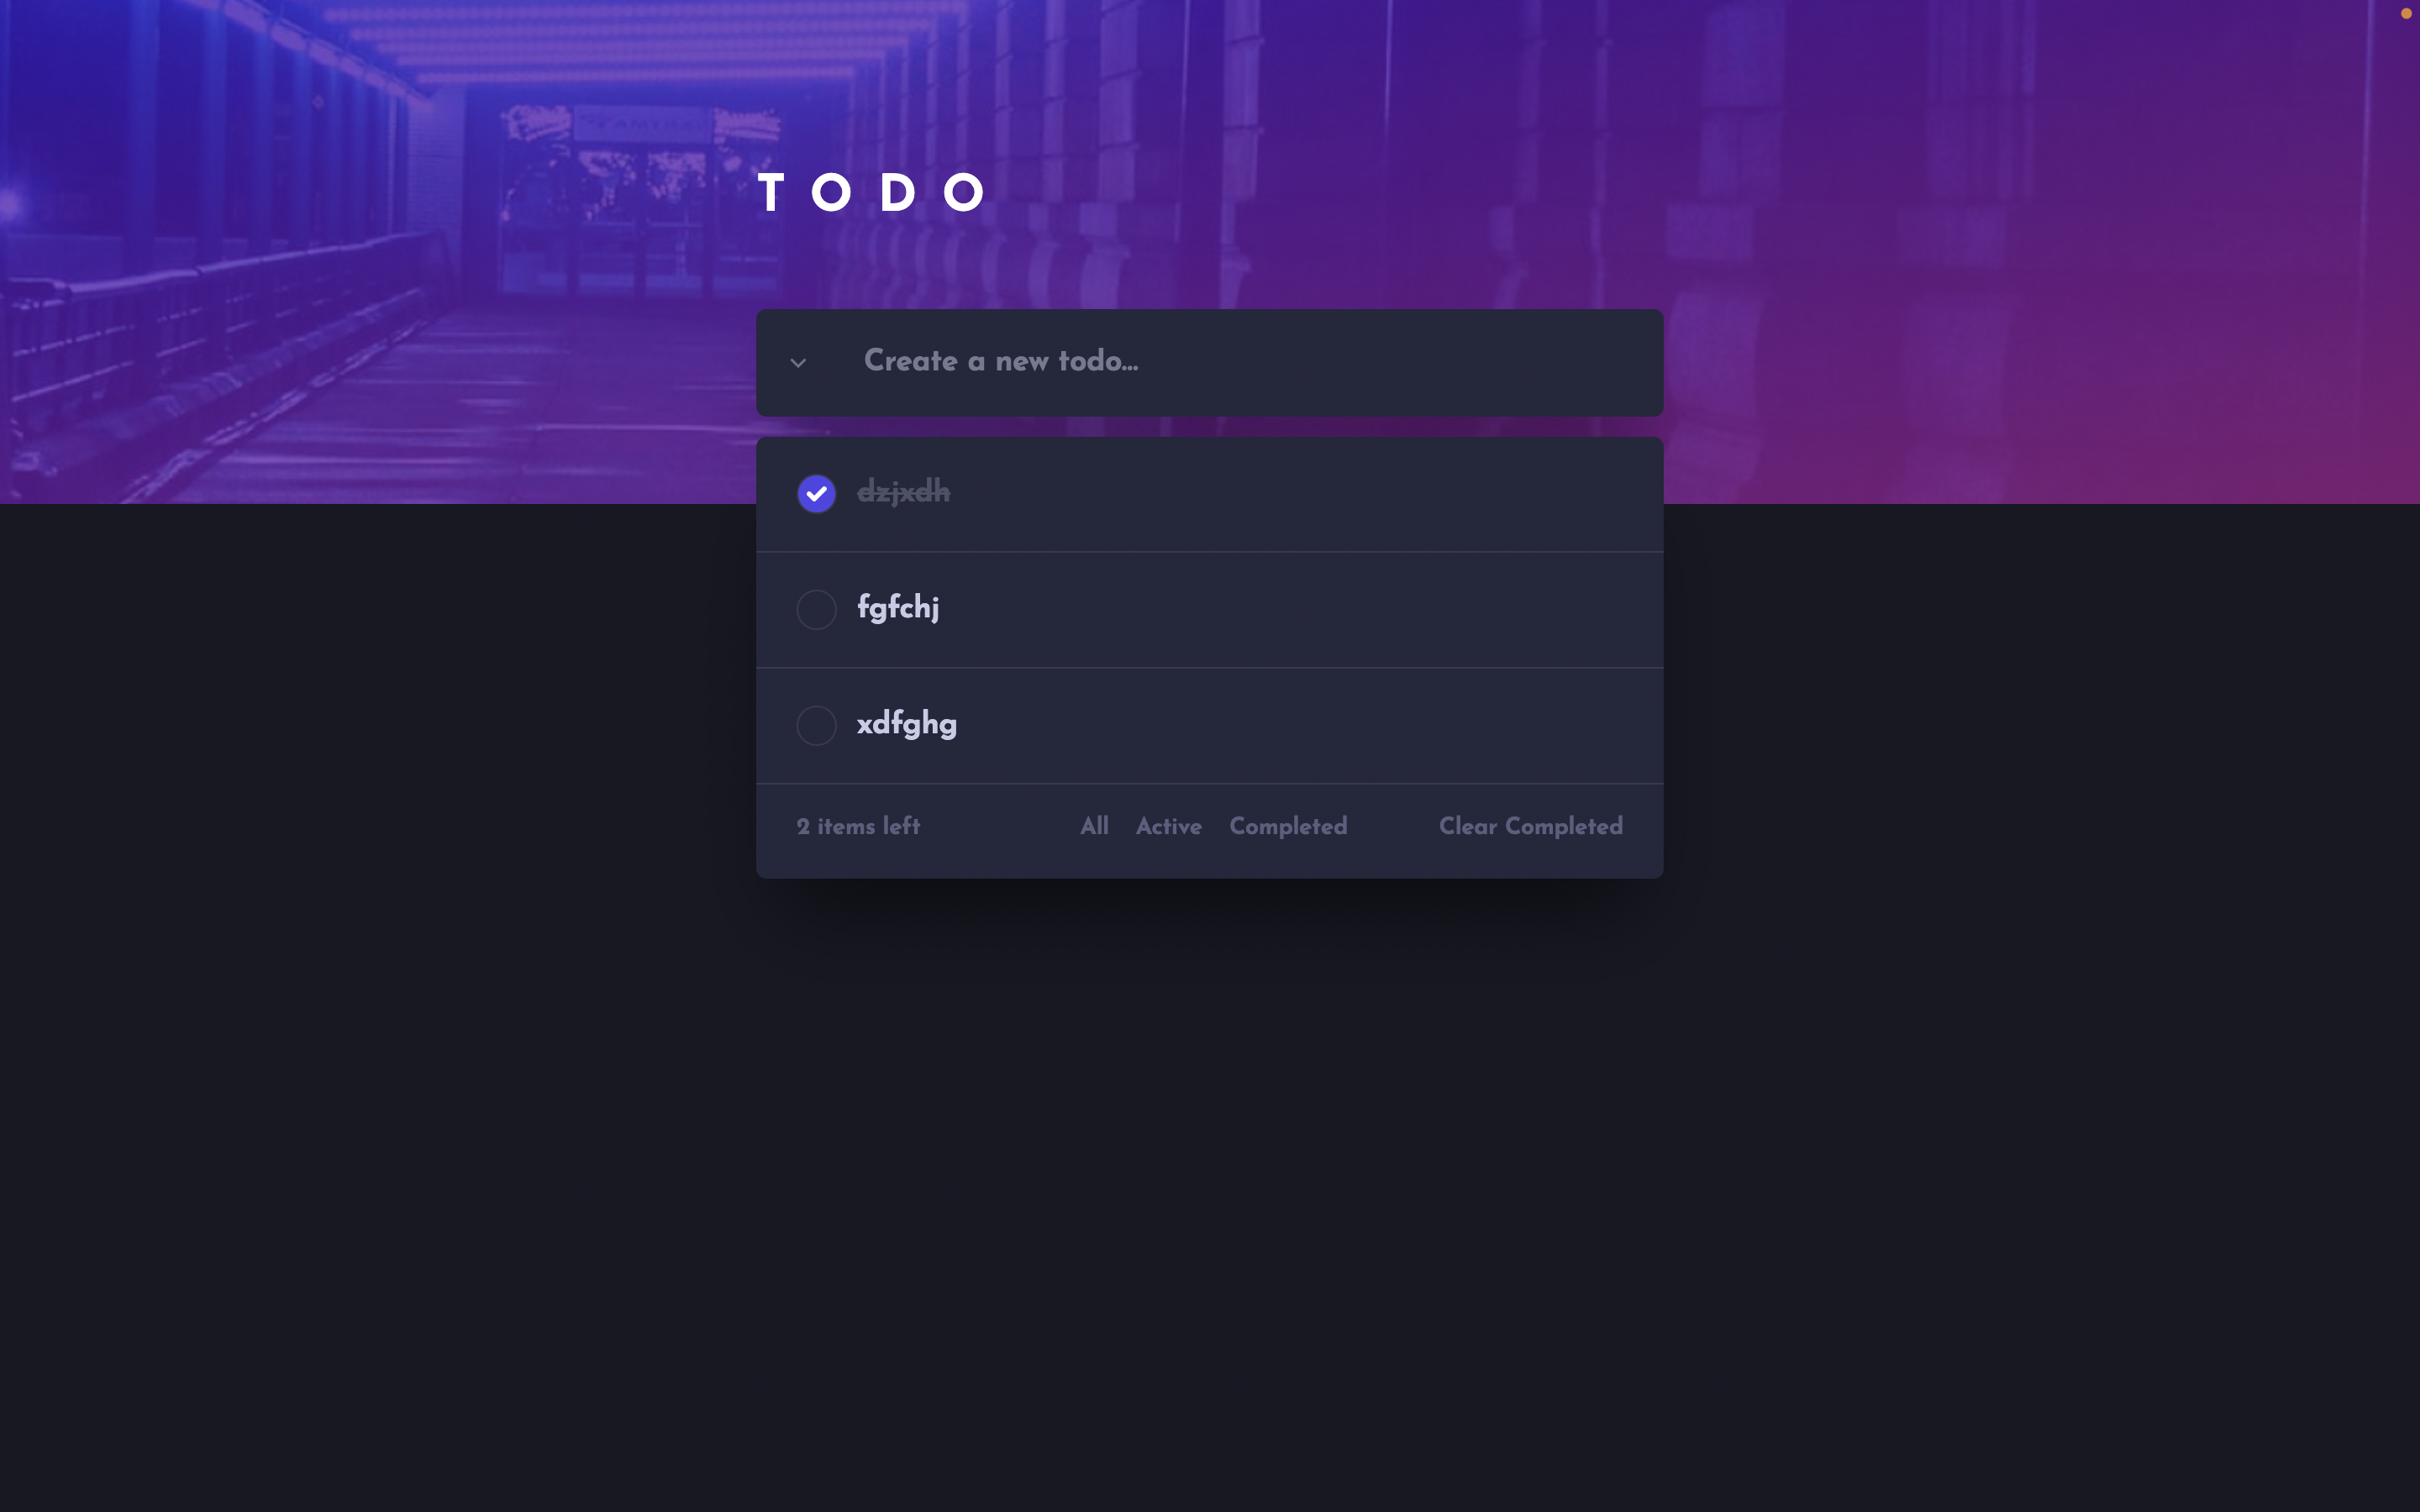 TODO
Create a new todo...
dzjxdh
fgfchj
xdfghg
2 items left All Active Completed Clear Completed